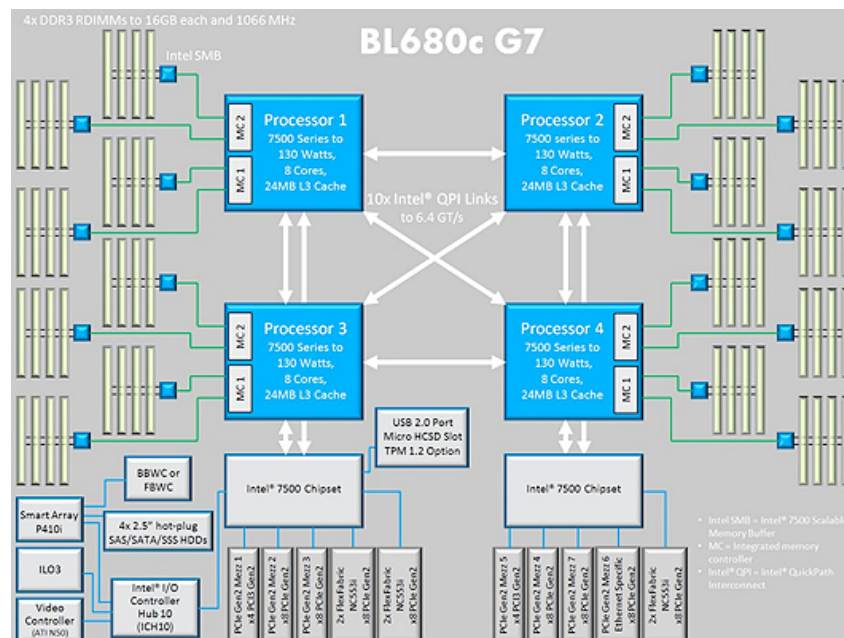 4x DDR3 RDIMMs to 16GB each and 1066 MHz
BL680c G7
Intel SMB
MC 2
MC 1
Processor 1
7500 Series to
130 Watts,
8 Cores,
24MB L3 Cache
Processor 2
7500 series to
130 Watts,
8 Cores,
24MB L3 Cache
MC 2
MC 1
10x Intel® QPI Links
to 6.4 GT/s
MC 2
MC 1
Processor 3
7500 Series to
130 Watts,
8 Cores,
24MB L3 Cache
Processor 4
7500 Series to
130 Watts,
8 Cores,
24MB L3 Cache
MC 2
MC 1
USB 2.0 Port
Micro HCSD Slot
TPM 1.2 Option
BBWC or
FBWC
Intel® 7500 Chipset
Intel® 7500 Chipset
Smart Array
P410i
4x 2.5" hot-plug
SAS/SATA/SSS HDDs
ILO3
Intel® I/O
Controller
Hub 10
(ICH10)
Video
Controller
(ATI N50)
PCIe Gen2 Mezz 1
x4 PCI3 Gen2
PCIe Gen2 Mezz 2
x8 PCIe Gen2
PCIe Gen2 Mezz 3
x8 PCIe Gen2
2x FlexFabric
NC553i
x8 PCIe Gen2
2x FlexFabric
NC553i
x8 PCIe Gen2
PCIe Gen2 Mezz 5
x4 PCI3 Gen2
PCIe Gen2 Mezz 4
x8 PCIe Gen2
PCIe Gen2 Mezz 7
x8 PCIe Gen2
PCIe Gen2 Mezz 6
Ethernet Specific
x8 PCIe Gen2
2x FlexFabric
NC553i
x8 PCIe Gen2
• Intel SMB = Intel® 7500 Scalable
Memory Buffer
• MC = Integrated memory
controller
• Intel® QPI = Intel® QuickPath
Interconnect